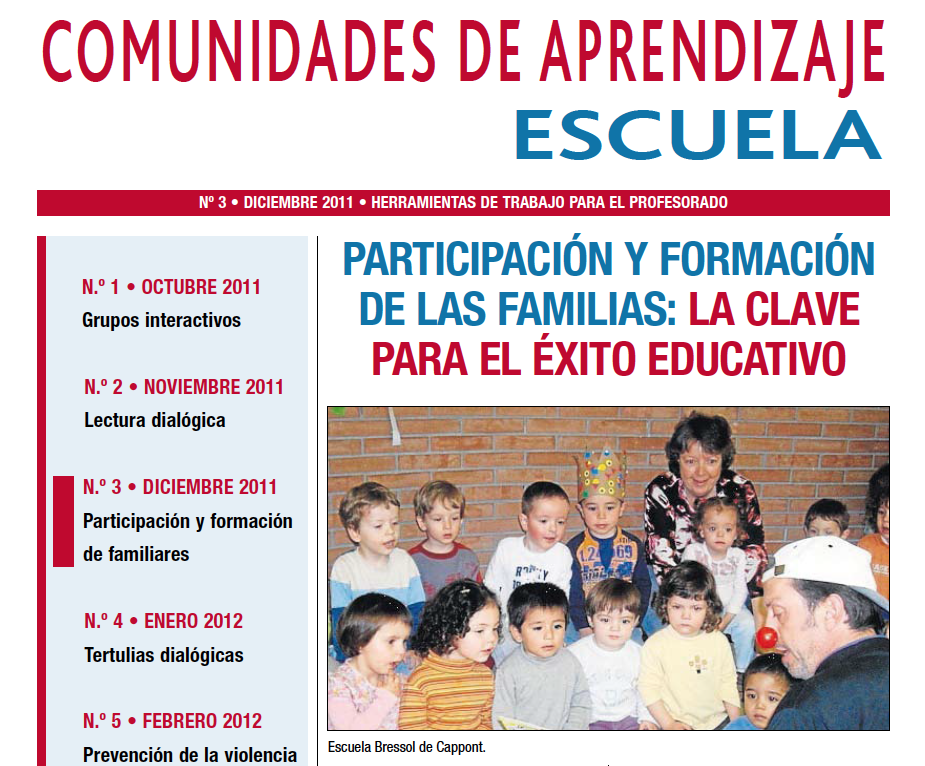 COMUNIDADES DE APRENDIZAJE
ESCUELA
Nº 3 • DICIEMBRE 2011 • HERRAMIENTAS DE TRABAJO PARA EL PROFESORADO
N.º 1 • OCTUBRE 2011
Grupos interactivos
N.º 2 • NOVIEMBRE 2011
Lectura dialógica
N.º 3 • DICIEMBRE 2011
Participación y formación
de familiares
N.º 4 • ENERO 2012
Tertulias dialógicas
N.º 5 • FEBRERO 2012
Prevención de la violencia
PARTICIPACIÓN Y FORMACIÓN
DE LAS FAMILIAS: LA CLAVE
PARA EL ÉXITO EDUCATIVO
Escuela Bressol de Cappont.